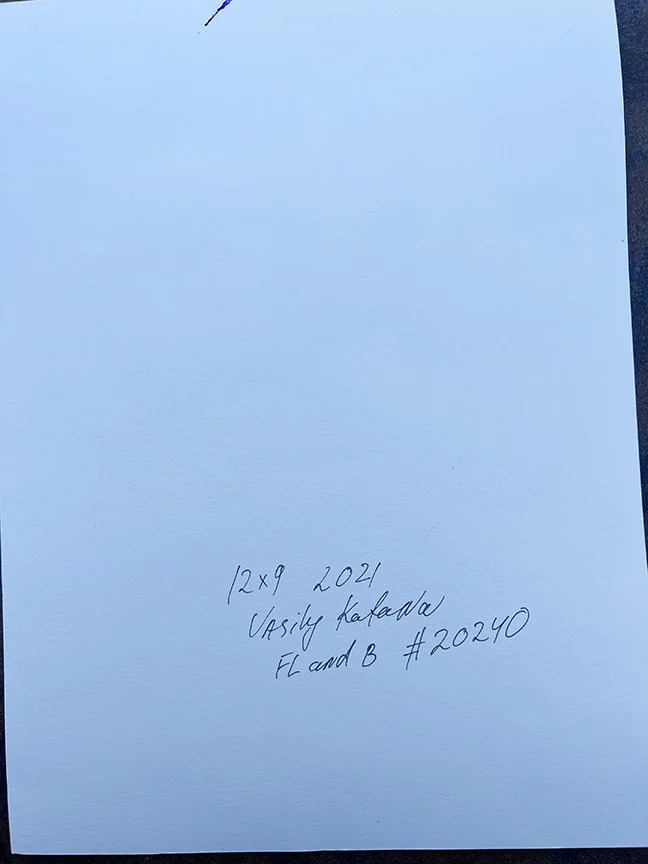 12x9 2021
Vasily Kafanov
FL and B #20240